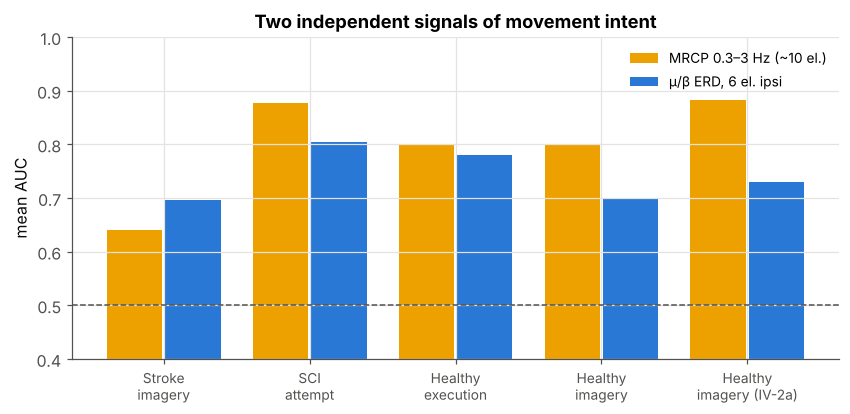 Two independent signals of movement intent
MRCP 0.3–3 Hz (~10 el.)
μ/β ERD, 6 el. ipsi
mean AUC
1.0
0.9
0.8
0.7
0.6
0.5
0.4
Stroke
imagery
SCI
attempt
Healthy
execution
Healthy
imagery
Healthy
imagery (IV-2a)